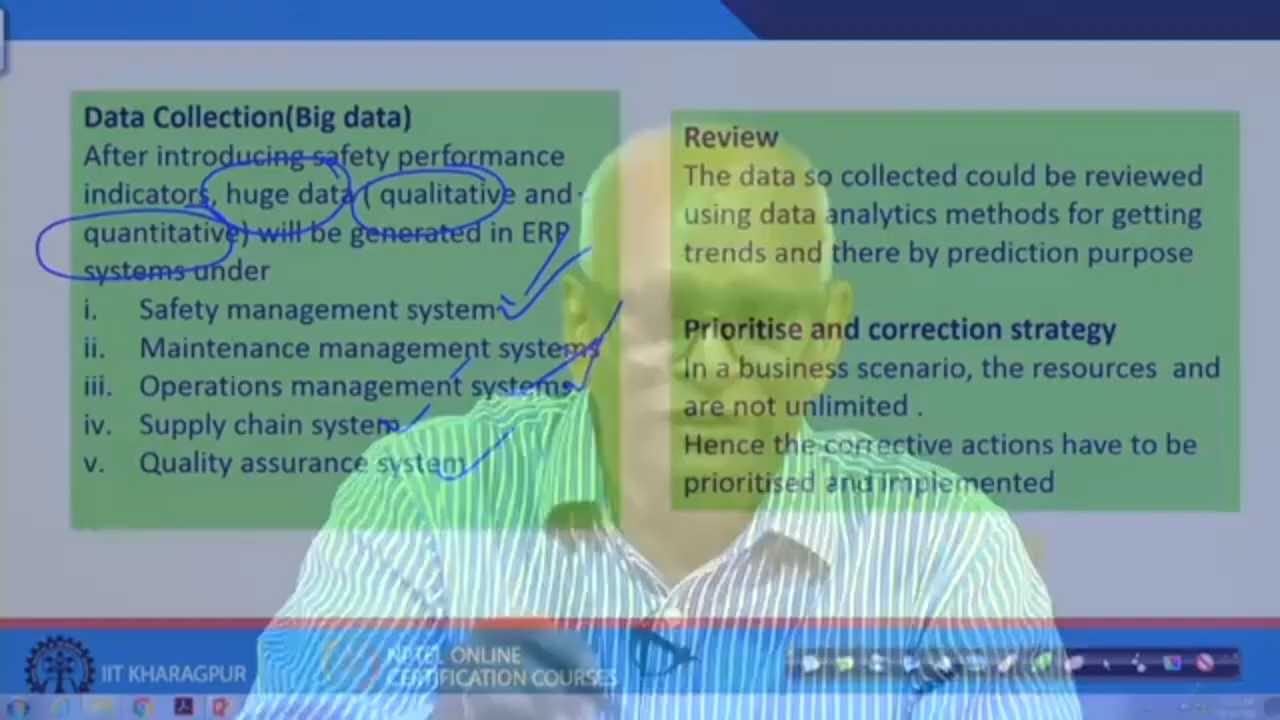 Data Collection(Big data)
After introducing safety performance
indicators, huge data ( qualitative and
quantitative) will be generated in ERP
systems under
i. Safety management system
ii. Maintenance management systems
iii. Operations management systems
iv. Supply chain system
v. Quality assurance system
Review
The data so collected could be reviewed
using data analytics methods for getting
trends and there by prediction purpose
Prioritise and correction strategy
In a business scenario, the resources and
are not unlimited .
Hence the corrective actions have to be
prioritised and implemented
IIT KHARAGPUR
NPTEL ONLINE
CERTIFICATION COURSES